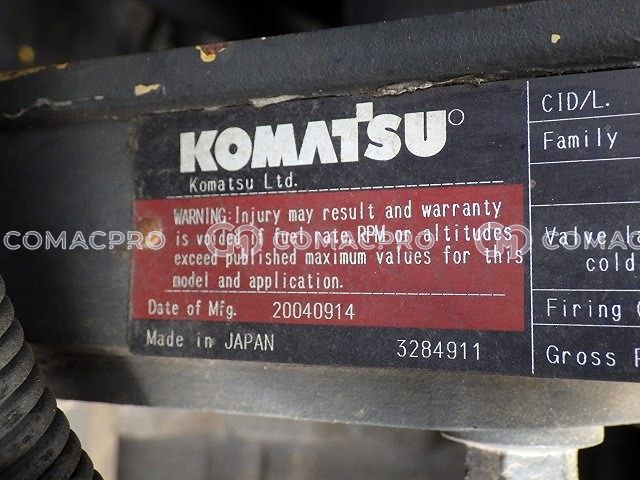 KOMATSU
Komatsu Ltd.
WARNING: Injury may result and warranty
is voided if fuel rate, RPM or altitudes
exceed published maximum values for this
model and application.
Date of Mfg. 20040914
Made in JAPAN 3284911
CID/L.
Family
Valve
cold
Firing
Gross
COMACPRO COMACPRO COMACPRO